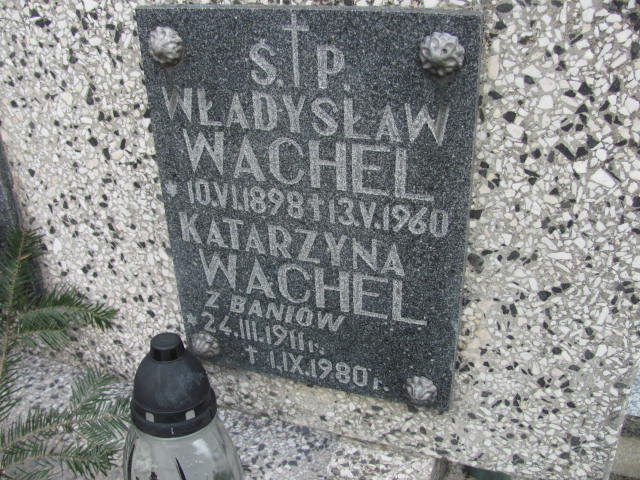 Ś. P.
WŁADYSŁAW
WACHEL
* 10.VI.1898 † 13.V.1960
KATARZYNA
WACHEL
Z BANIÓW
* 24.III.1911 r.
† 1.IX.1980 r.